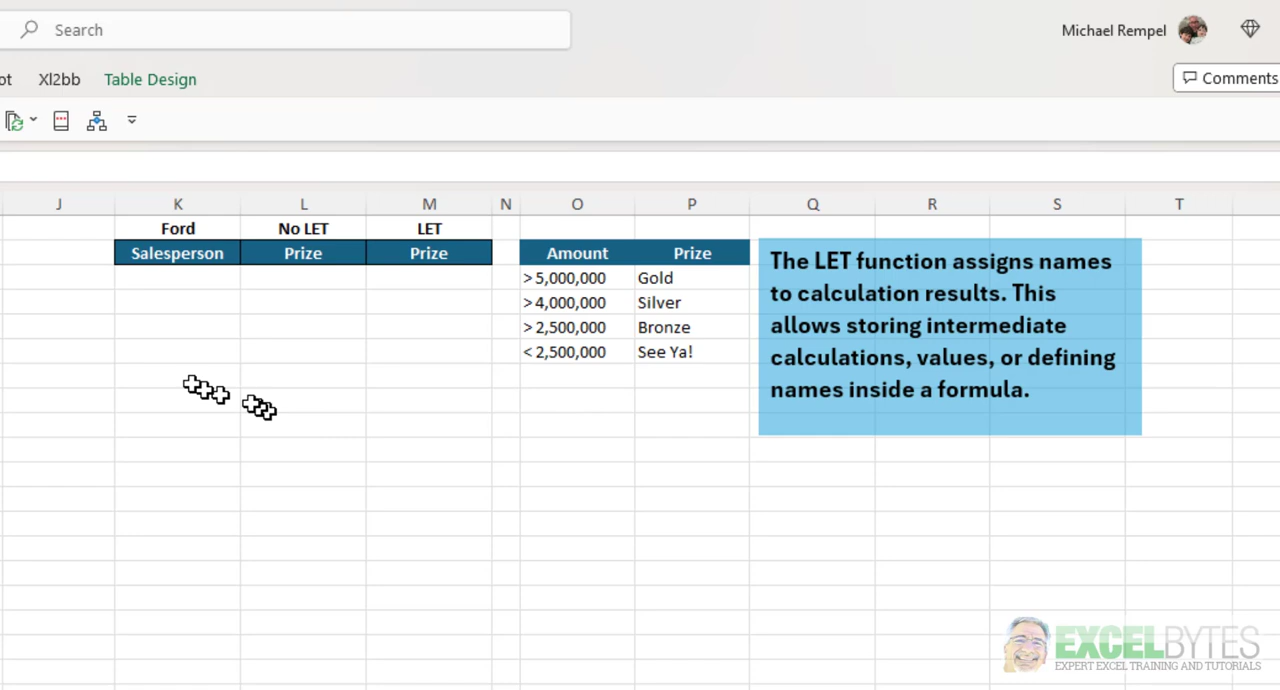 Search
Michael Rempel
ot Xl2bb Table Design
Comments
J K L M N O P Q R S T
Ford No LET LET
Salesperson Prize Prize Amount Prize
> 5,000,000 Gold
> 4,000,000 Silver
> 2,500,000 Bronze
< 2,500,000 See Ya!
The LET function assigns names
to calculation results. This
allows storing intermediate
calculations, values, or defining
names inside a formula.
EXCELBYTES
EXPERT EXCEL TRAINING AND TUTORIALS